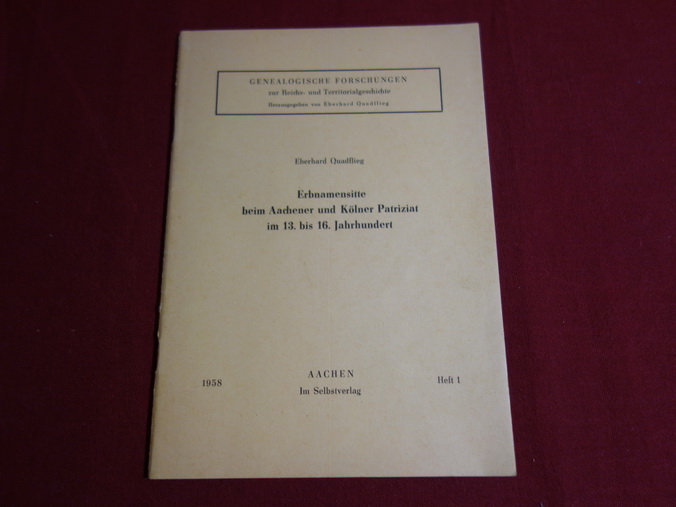 GENEALOGISCHE FORSCHUNGEN
zur Reichs- und Territorialgeschichte
Herausgegeben von Eberhard Quadflieg
Eberhard Quadflieg
Erbnamensitte
beim Aachener und Kölner Patriziat
im 13. bis 16. Jahrhundert
1958
AACHEN
Im Selbstverlag
Heft 1